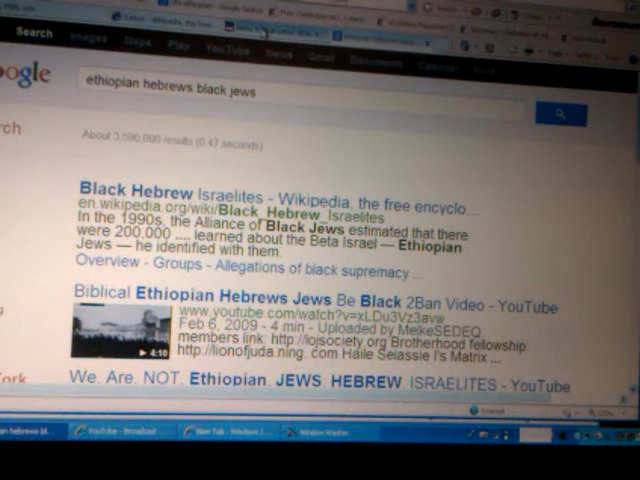 Search Images Maps Play YouTube News Gmail Documents Calendar More
oogle
ethiopian hebrews black jews
rch
About 3,590,000 results (0.47 seconds)
Black Hebrew Israelites - Wikipedia, the free encyclo...
en.wikipedia.org/wiki/Black_Hebrew_Israelites
In the 1990s, the Alliance of Black Jews estimated that there
were 200,000 .... learned about the Beta Israel — Ethiopian
Jews — he identified with them.
Overview - Groups - Allegations of black supremacy ...
Biblical Ethiopian Hebrews Jews Be Black 2Ban Video - YouTube
www.youtube.com/watch?v=xLDu3Vz3avw
Feb 6, 2009 - 4 min - Uploaded by MelkeSEDEQ
members link: http://lojsociety.org Brotherhood fellowship:
http://lionofjuda.ning. com Haile Selassie I's Matrix ...
4:10
York
We. Are. NOT. Ethiopian. JEWS. HEBREW. ISRAELITES - YouTube
Internet
an hebrews bl...
YouTube - Broadcast
New Tab - Windows I...
Window Washer